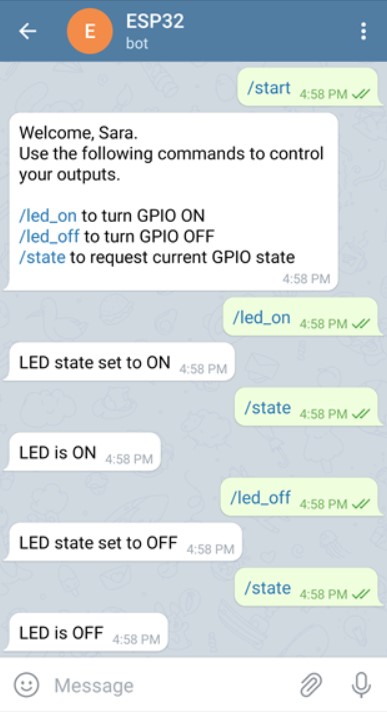 ESP32
bot
/start 4:58 PM
Welcome, Sara.
Use the following commands to control
your outputs.
/led_on to turn GPIO ON
/led_off to turn GPIO OFF
/state to request current GPIO state
4:58 PM
/led_on 4:58 PM
LED state set to ON 4:58 PM
/state 4:58 PM
LED is ON 4:58 PM
/led_off 4:58 PM
LED state set to OFF 4:58 PM
/state 4:58 PM
LED is OFF 4:58 PM
Message